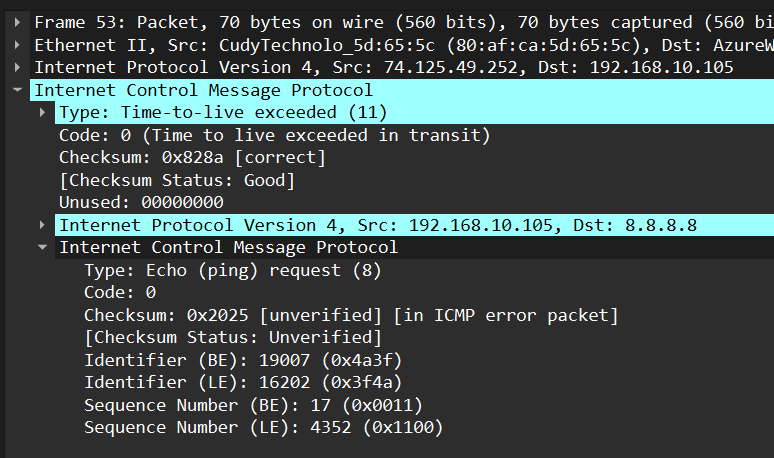 Frame 53: Packet, 70 bytes on wire (560 bits), 70 bytes captured (560 bi
Ethernet II, Src: CudyTechnolo_5d:65:5c (80:af:ca:5d:65:5c), Dst: AzureW
Internet Protocol Version 4, Src: 74.125.49.252, Dst: 192.168.10.105
Internet Control Message Protocol
Type: Time-to-live exceeded (11)
Code: 0 (Time to live exceeded in transit)
Checksum: 0x828a [correct]
[Checksum Status: Good]
Unused: 00000000
Internet Protocol Version 4, Src: 192.168.10.105, Dst: 8.8.8.8
Internet Control Message Protocol
Type: Echo (ping) request (8)
Code: 0
Checksum: 0x2025 [unverified] [in ICMP error packet]
[Checksum Status: Unverified]
Identifier (BE): 19007 (0x4a3f)
Identifier (LE): 16202 (0x3f4a)
Sequence Number (BE): 17 (0x0011)
Sequence Number (LE): 4352 (0x1100)